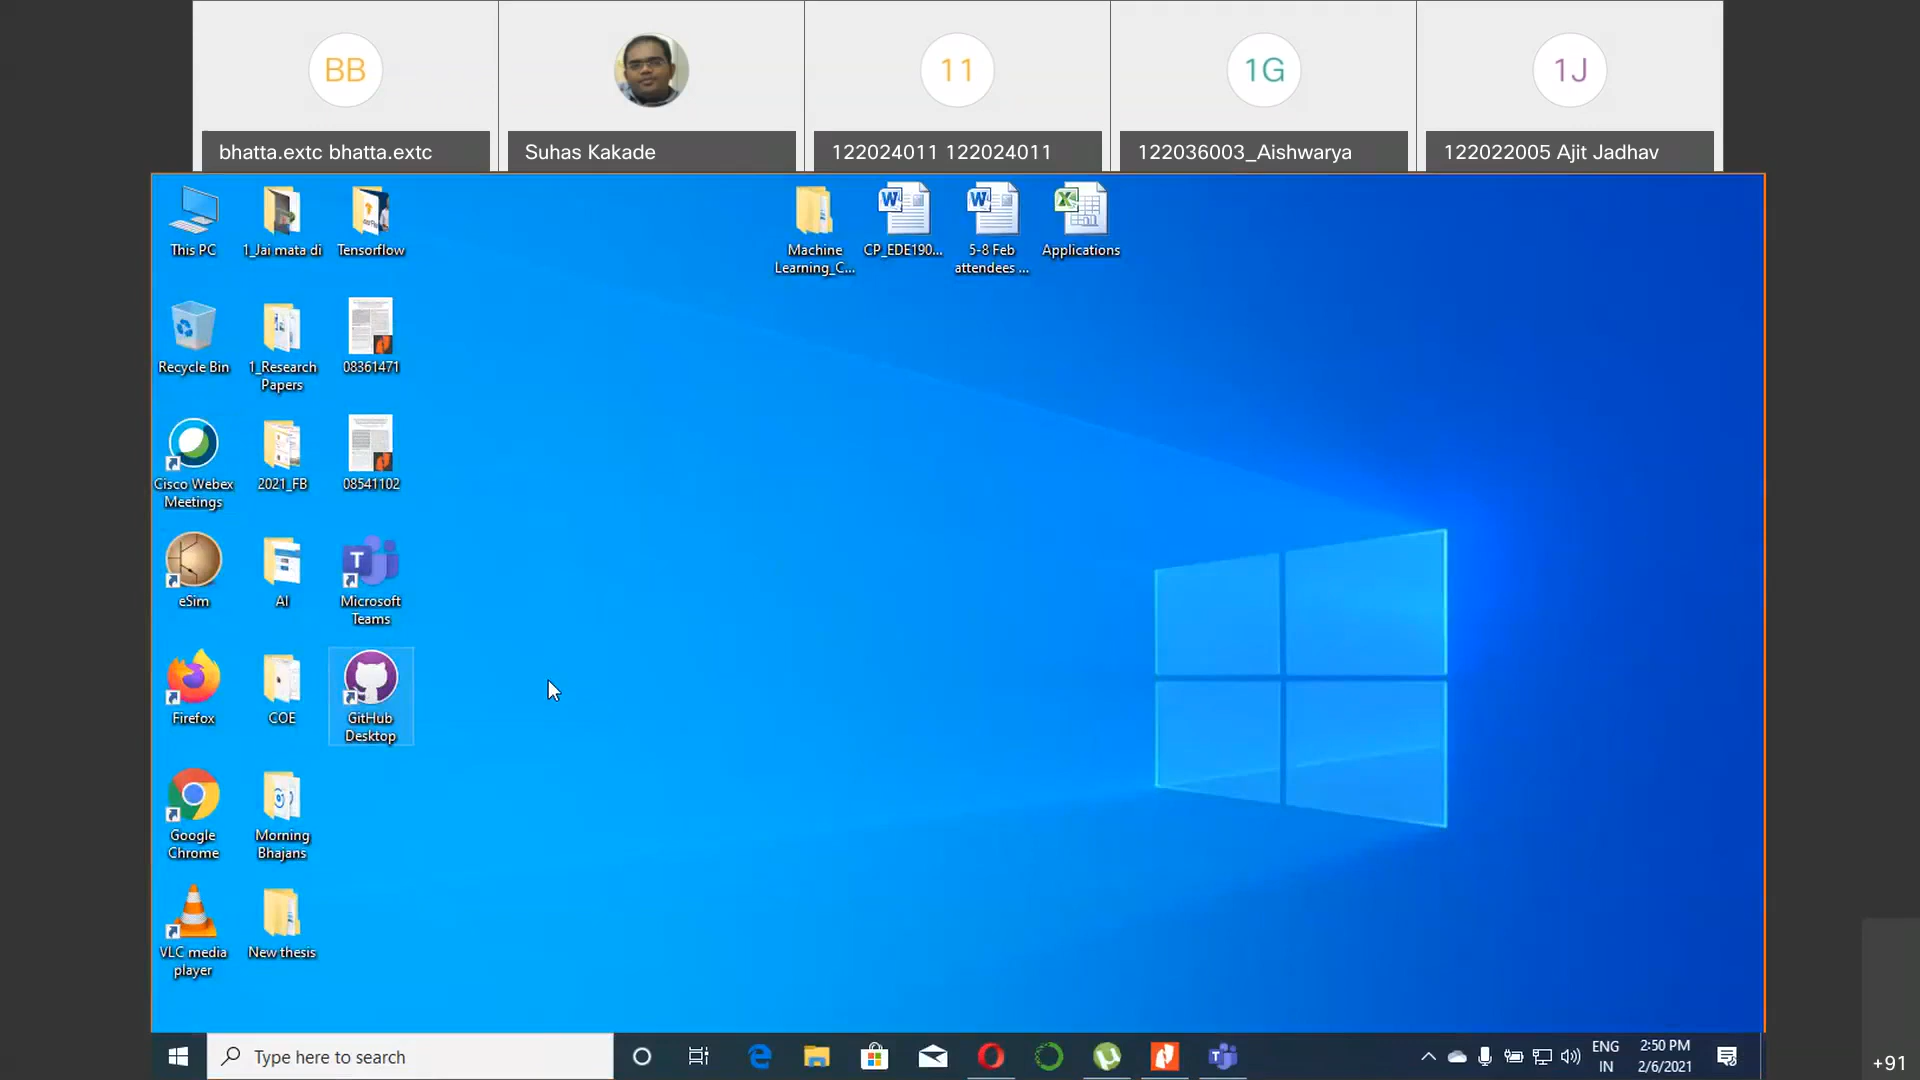 BB
11
1G
1J
bhatta.extc bhatta.extc
Suhas Kakade
122024011 122024011
122036003_Aishwarya
122022005 Ajit Jadhav
This PC
1_Jai mata di
Tensorflow
Machine
Learning_C...
CP_EDE190...
5-8 Feb
attendees ...
Applications
Recycle Bin
1_Research
Papers
08361471
Cisco Webex
Meetings
2021_FB
08541102
eSim
AI
Microsoft
Teams
Firefox
COE
GitHub
Desktop
Google
Chrome
Morning
Bhajans
VLC media
player
New thesis
Type here to search
ENG
IN
2:50 PM
2/6/2021
+91